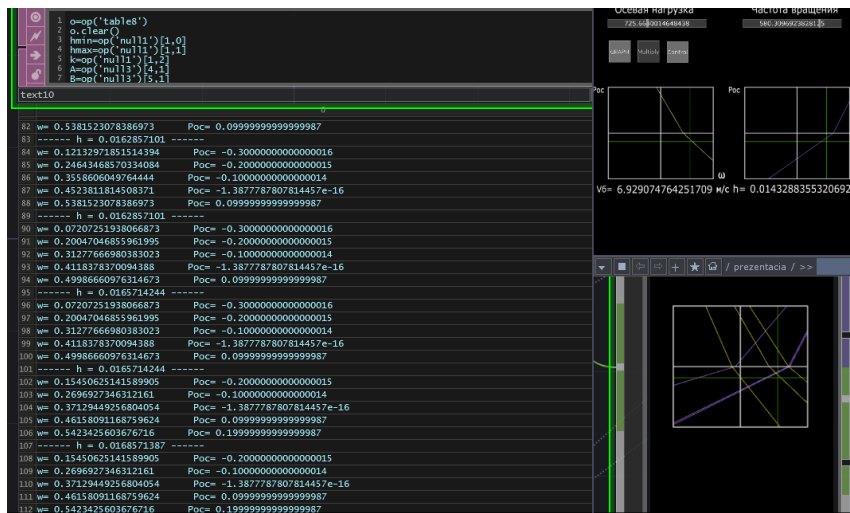 1 o=op('table8')
2 o.clear()
3 hmin=op('null1')[1,0]
4 hmax=op('null1')[1,1]
5 k=op('null1')[1,2]
6 A=op('null3')[4,1]
7 B=op('null3')[5,1]
text10
82 w= 0.5381523078386973 Poc= 0.09999999999999987
83 ------ h = 0.0162857101 ------
84 w= 0.12132971851514394 Poc= -0.30000000000000016
85 w= 0.24643468570334084 Poc= -0.20000000000000015
86 w= 0.3558606049764444 Poc= -0.10000000000000014
87 w= 0.4523811814508371 Poc= -1.3877787807814457e-16
88 w= 0.5381523078386973 Poc= 0.09999999999999987
89 ------ h = 0.0162857101 ------
90 w= 0.07207251938066873 Poc= -0.30000000000000016
91 w= 0.20047046855961995 Poc= -0.20000000000000015
92 w= 0.31277666980383023 Poc= -0.10000000000000014
93 w= 0.4118378370094388 Poc= -1.3877787807814457e-16
94 w= 0.4998666097631467З Poc= 0.09999999999999987
95 ------ h = 0.0165714244 ------
96 w= 0.07207251938066873 Poc= -0.30000000000000016
97 w= 0.20047046855961995 Poc= -0.20000000000000015
98 w= 0.31277666980383023 Poc= -0.10000000000000014
99 w= 0.4118378370094388 Poc= -1.3877787807814457e-16
100 w= 0.49986660976314673 Poc= 0.09999999999999987
101 ------ h = 0.0165714244 ------
102 w= 0.15450625141589905 Poc= -0.20000000000000015
103 w= 0.2696927346312161 Poc= -0.10000000000000014
104 w= 0.37129449256804054 Poc= -1.3877787807814457e-16
105 w= 0.46158091168759624 Poc= 0.09999999999999987
106 w= 0.5423425603676716 Poc= 0.19999999999999987
107 ------ h = 0.0168571387 ------
108 w= 0.15450625141589905 Poc= -0.20000000000000015
109 w= 0.2696927346312161 Poc= -0.10000000000000014
110 w= 0.37129449256804054 Poc= -1.3877787807814457e-16
111 w= 0.46158091168759624 Poc= 0.09999999999999987
112 w= 0.5423425603676716 Poc= 0.19999999999999987
Осевая нагрузка Частота вращения
725.6680014648438 580.3096923828125
Multiple Control
Рос Рос
ω
Vб= 6.929074764251709 м/с h= 0.0143288355320692
/ prezentacia / >>